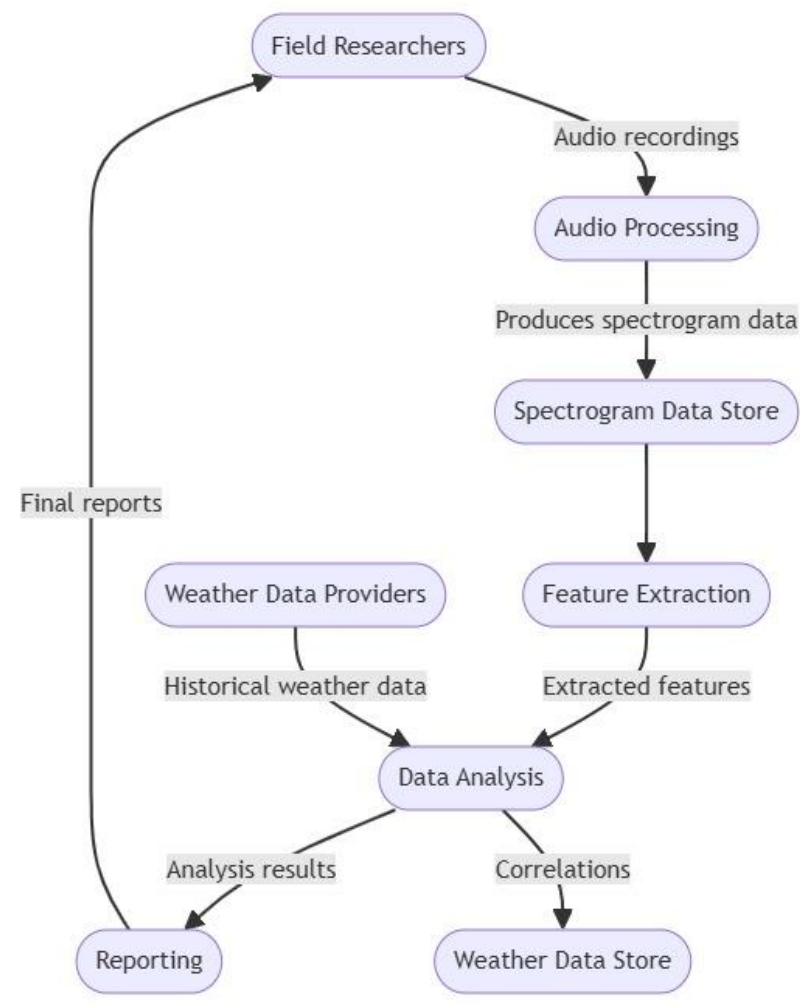 Field Researchers
Audio recordings
Audio Processing
Produces spectrogram data
Spectrogram Data Store
Final reports
Weather Data Providers
Feature Extraction
Historical weather data
Extracted features
Data Analysis
Analysis results
Correlations
Reporting
Weather Data Store